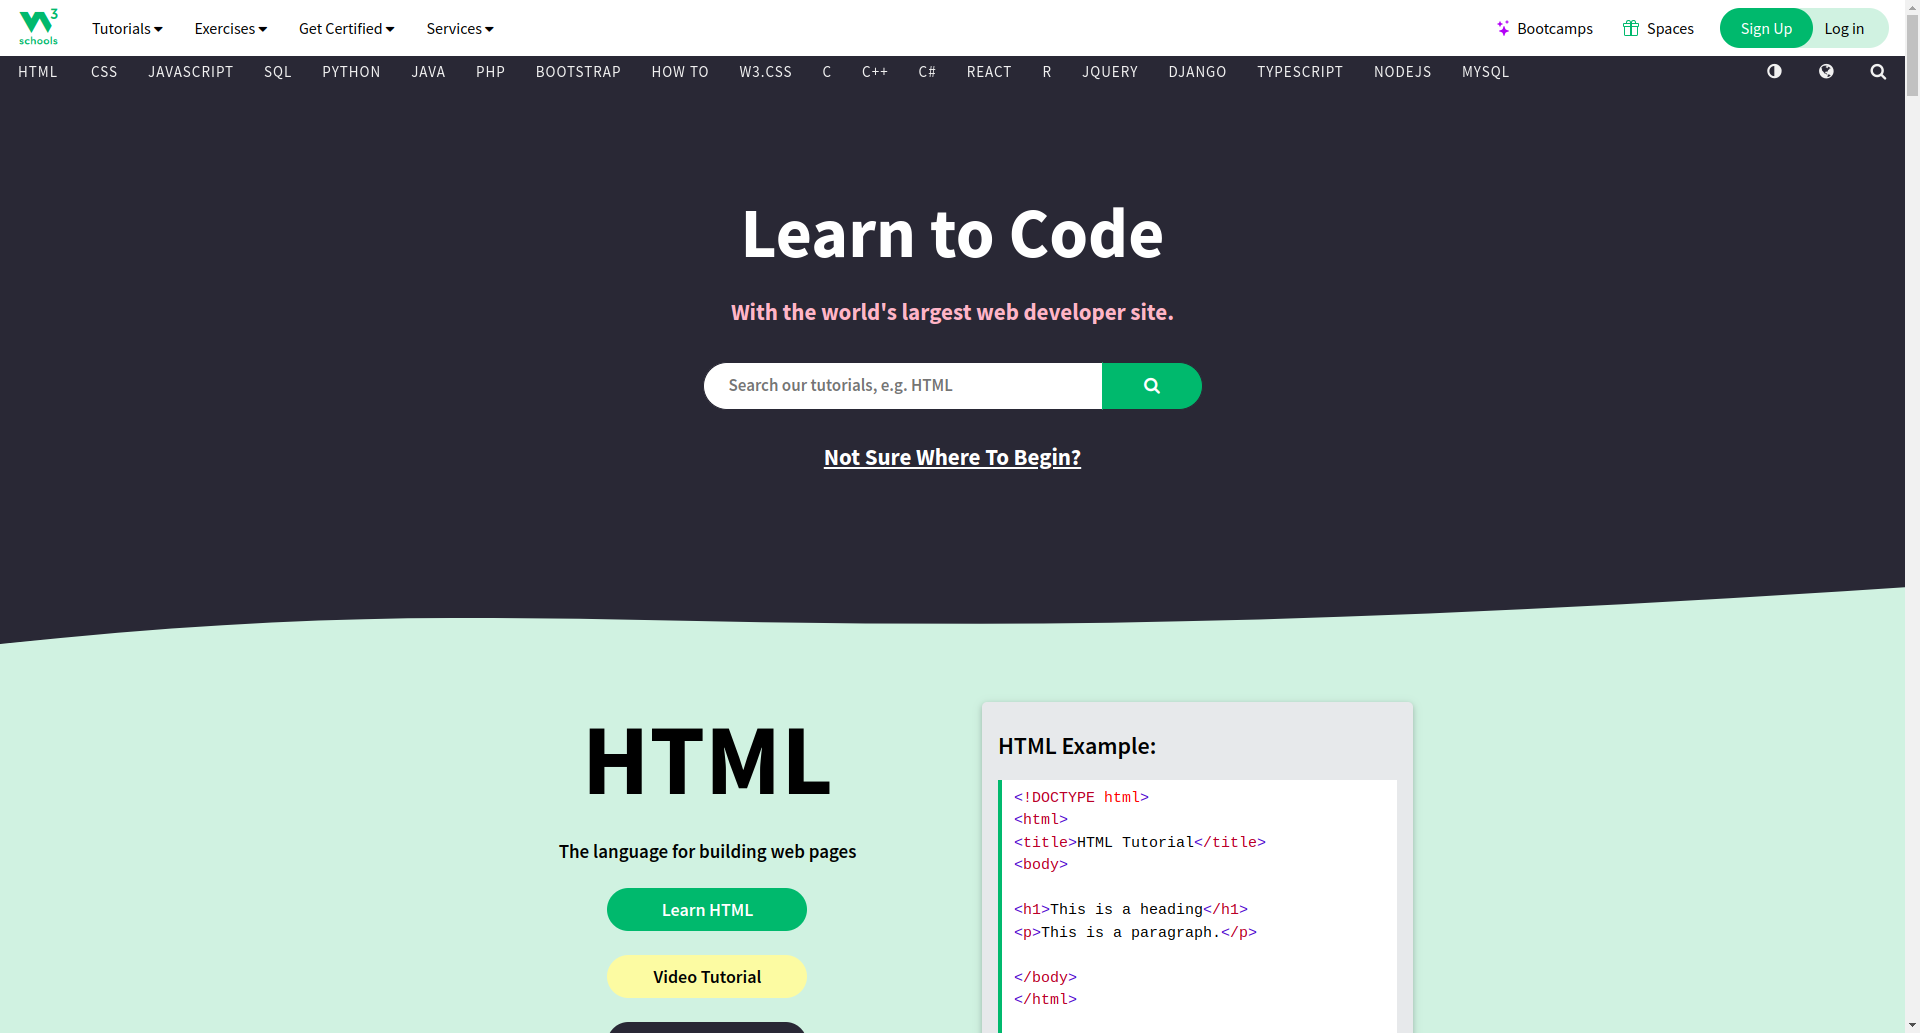 W3 schools
Tutorials Exercises Get Certified Services Bootcamps Spaces Sign Up Log in
HTML CSS JAVASCRIPT SQL PYTHON JAVA PHP BOOTSTRAP HOW TO W3.CSS C C++ C# REACT R JQUERY DJANGO TYPESCRIPT NODEJS MYSQL
Learn to Code
With the world's largest web developer site.
Search our tutorials, e.g. HTML
Not Sure Where To Begin?
HTML
The language for building web pages
Learn HTML
Video Tutorial
HTML Example:
<!DOCTYPE html>
<html>
<title>HTML Tutorial</title>
<body>
<h1>This is a heading</h1>
<p>This is a paragraph.</p>
</body>
</html>